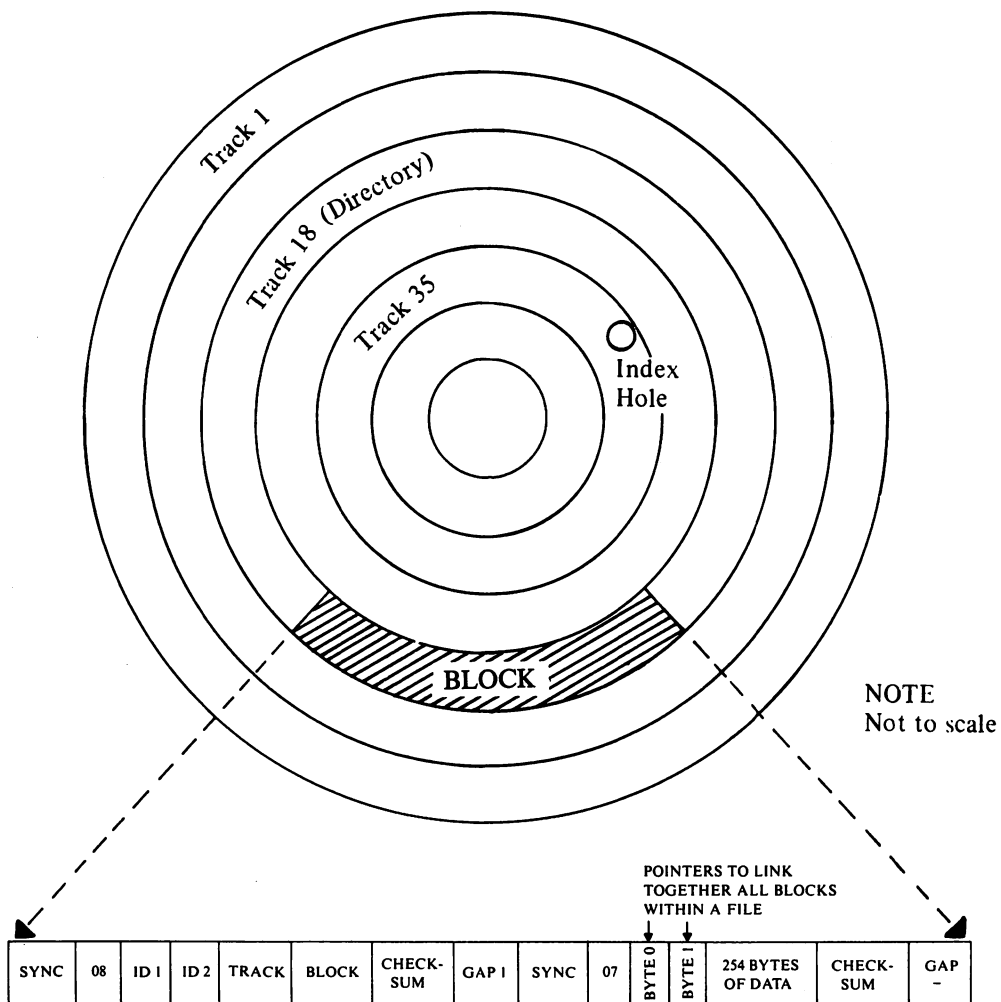 Track 1
Track 18 (Directory)
Track 35
Index
Hole
BLOCK
NOTE
Not to scale
POINTERS TO LINK
TOGETHER ALL BLOCKS
WITHIN A FILE
SYNC
08
ID 1
ID 2
TRACK
BLOCK
CHECK-
SUM
GAP 1
SYNC
07
BYTE 0
BYTE 1
254 BYTES
OF DATA
CHECK-
SUM
GAP
–